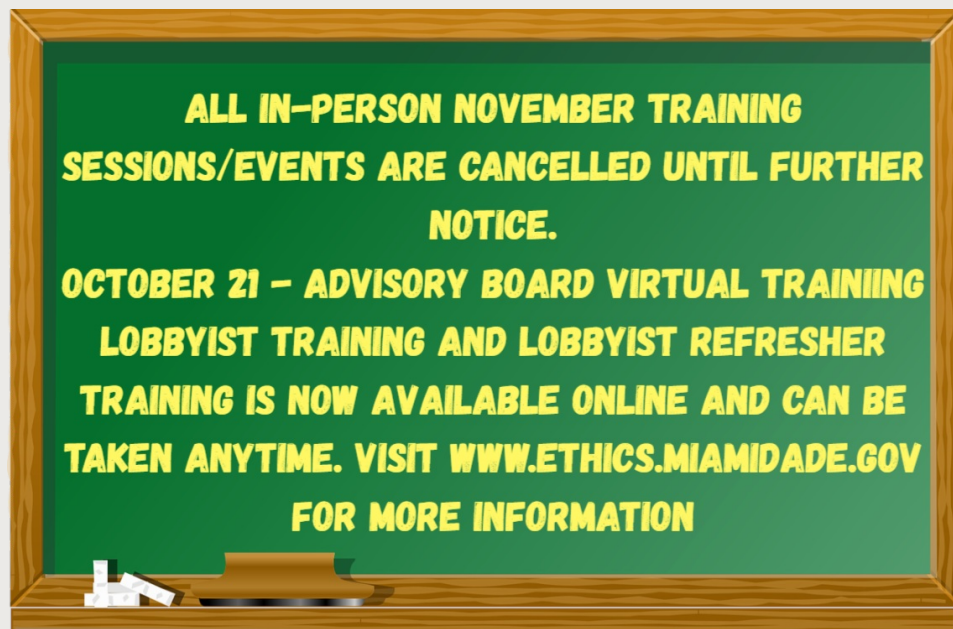 ALL IN-PERSON NOVEMBER TRAINING
SESSIONS/EVENTS ARE CANCELLED UNTIL FURTHER
NOTICE.
OCTOBER 21 - ADVISORY BOARD VIRTUAL TRAINIING
LOBBYIST TRAINING AND LOBBYIST REFRESHER
TRAINING IS NOW AVAILABLE ONLINE AND CAN BE
TAKEN ANYTIME. VISIT WWW.ETHICS.MIAMIDADE.GOV
FOR MORE INFORMATION